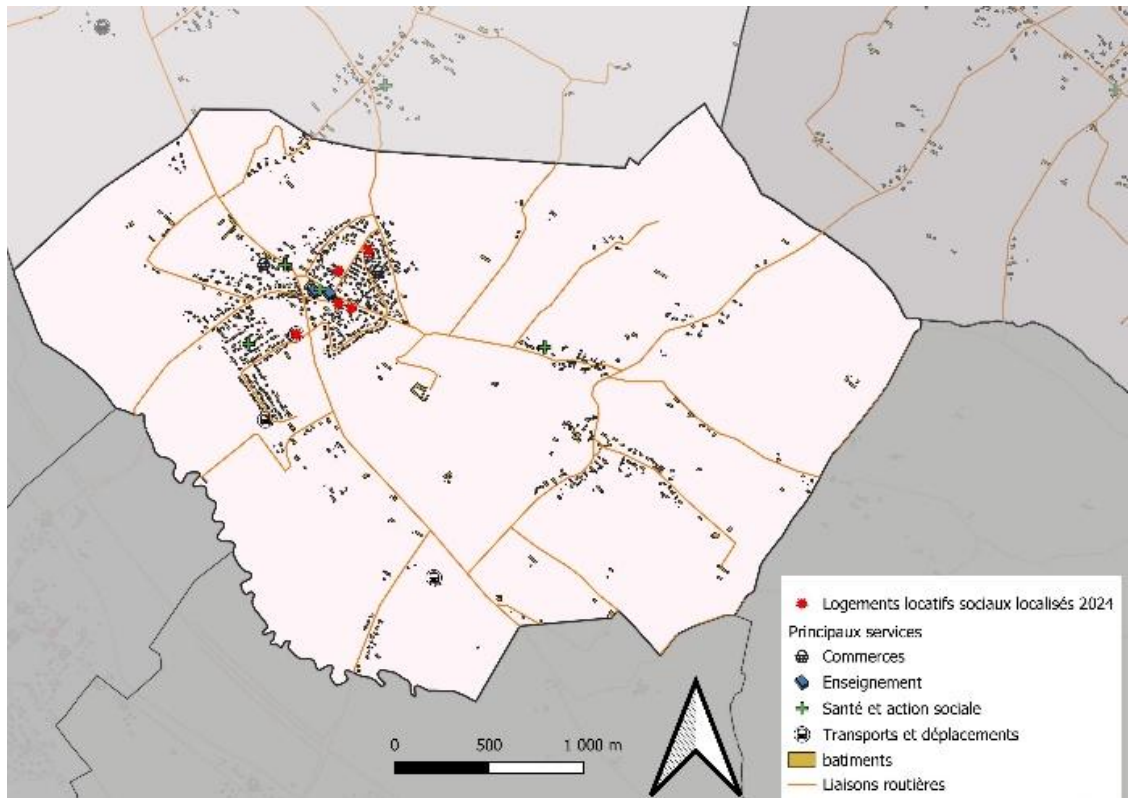 Logements locatifs sociaux localisés 2024
Principaux services
Commerces
Enseignement
Santé et action sociale
Transports et déplacements
batiments
Liaisons routières
0 500 1 000 m